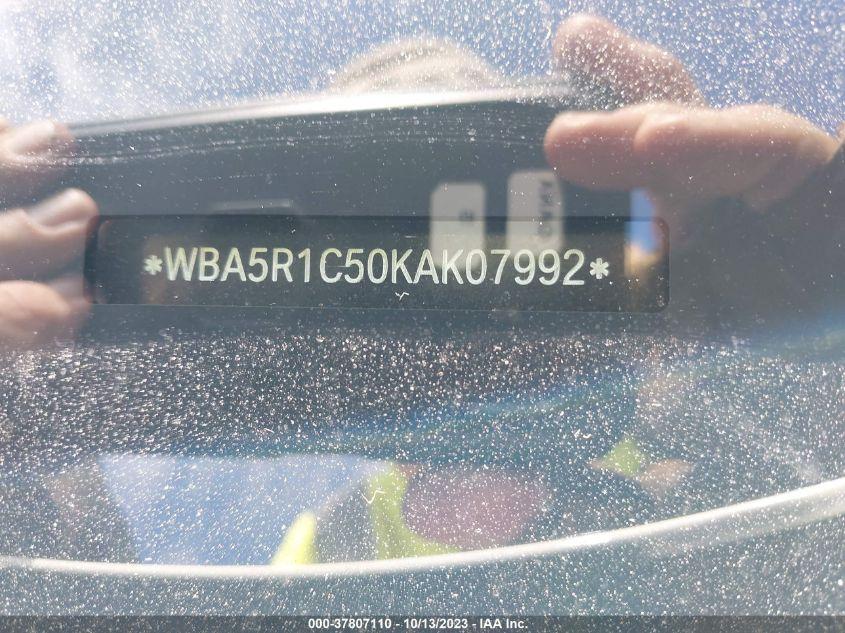 *WBA5R1C50KAK07992*
000-37807110 - 10/13/2023 - IAA Inc.